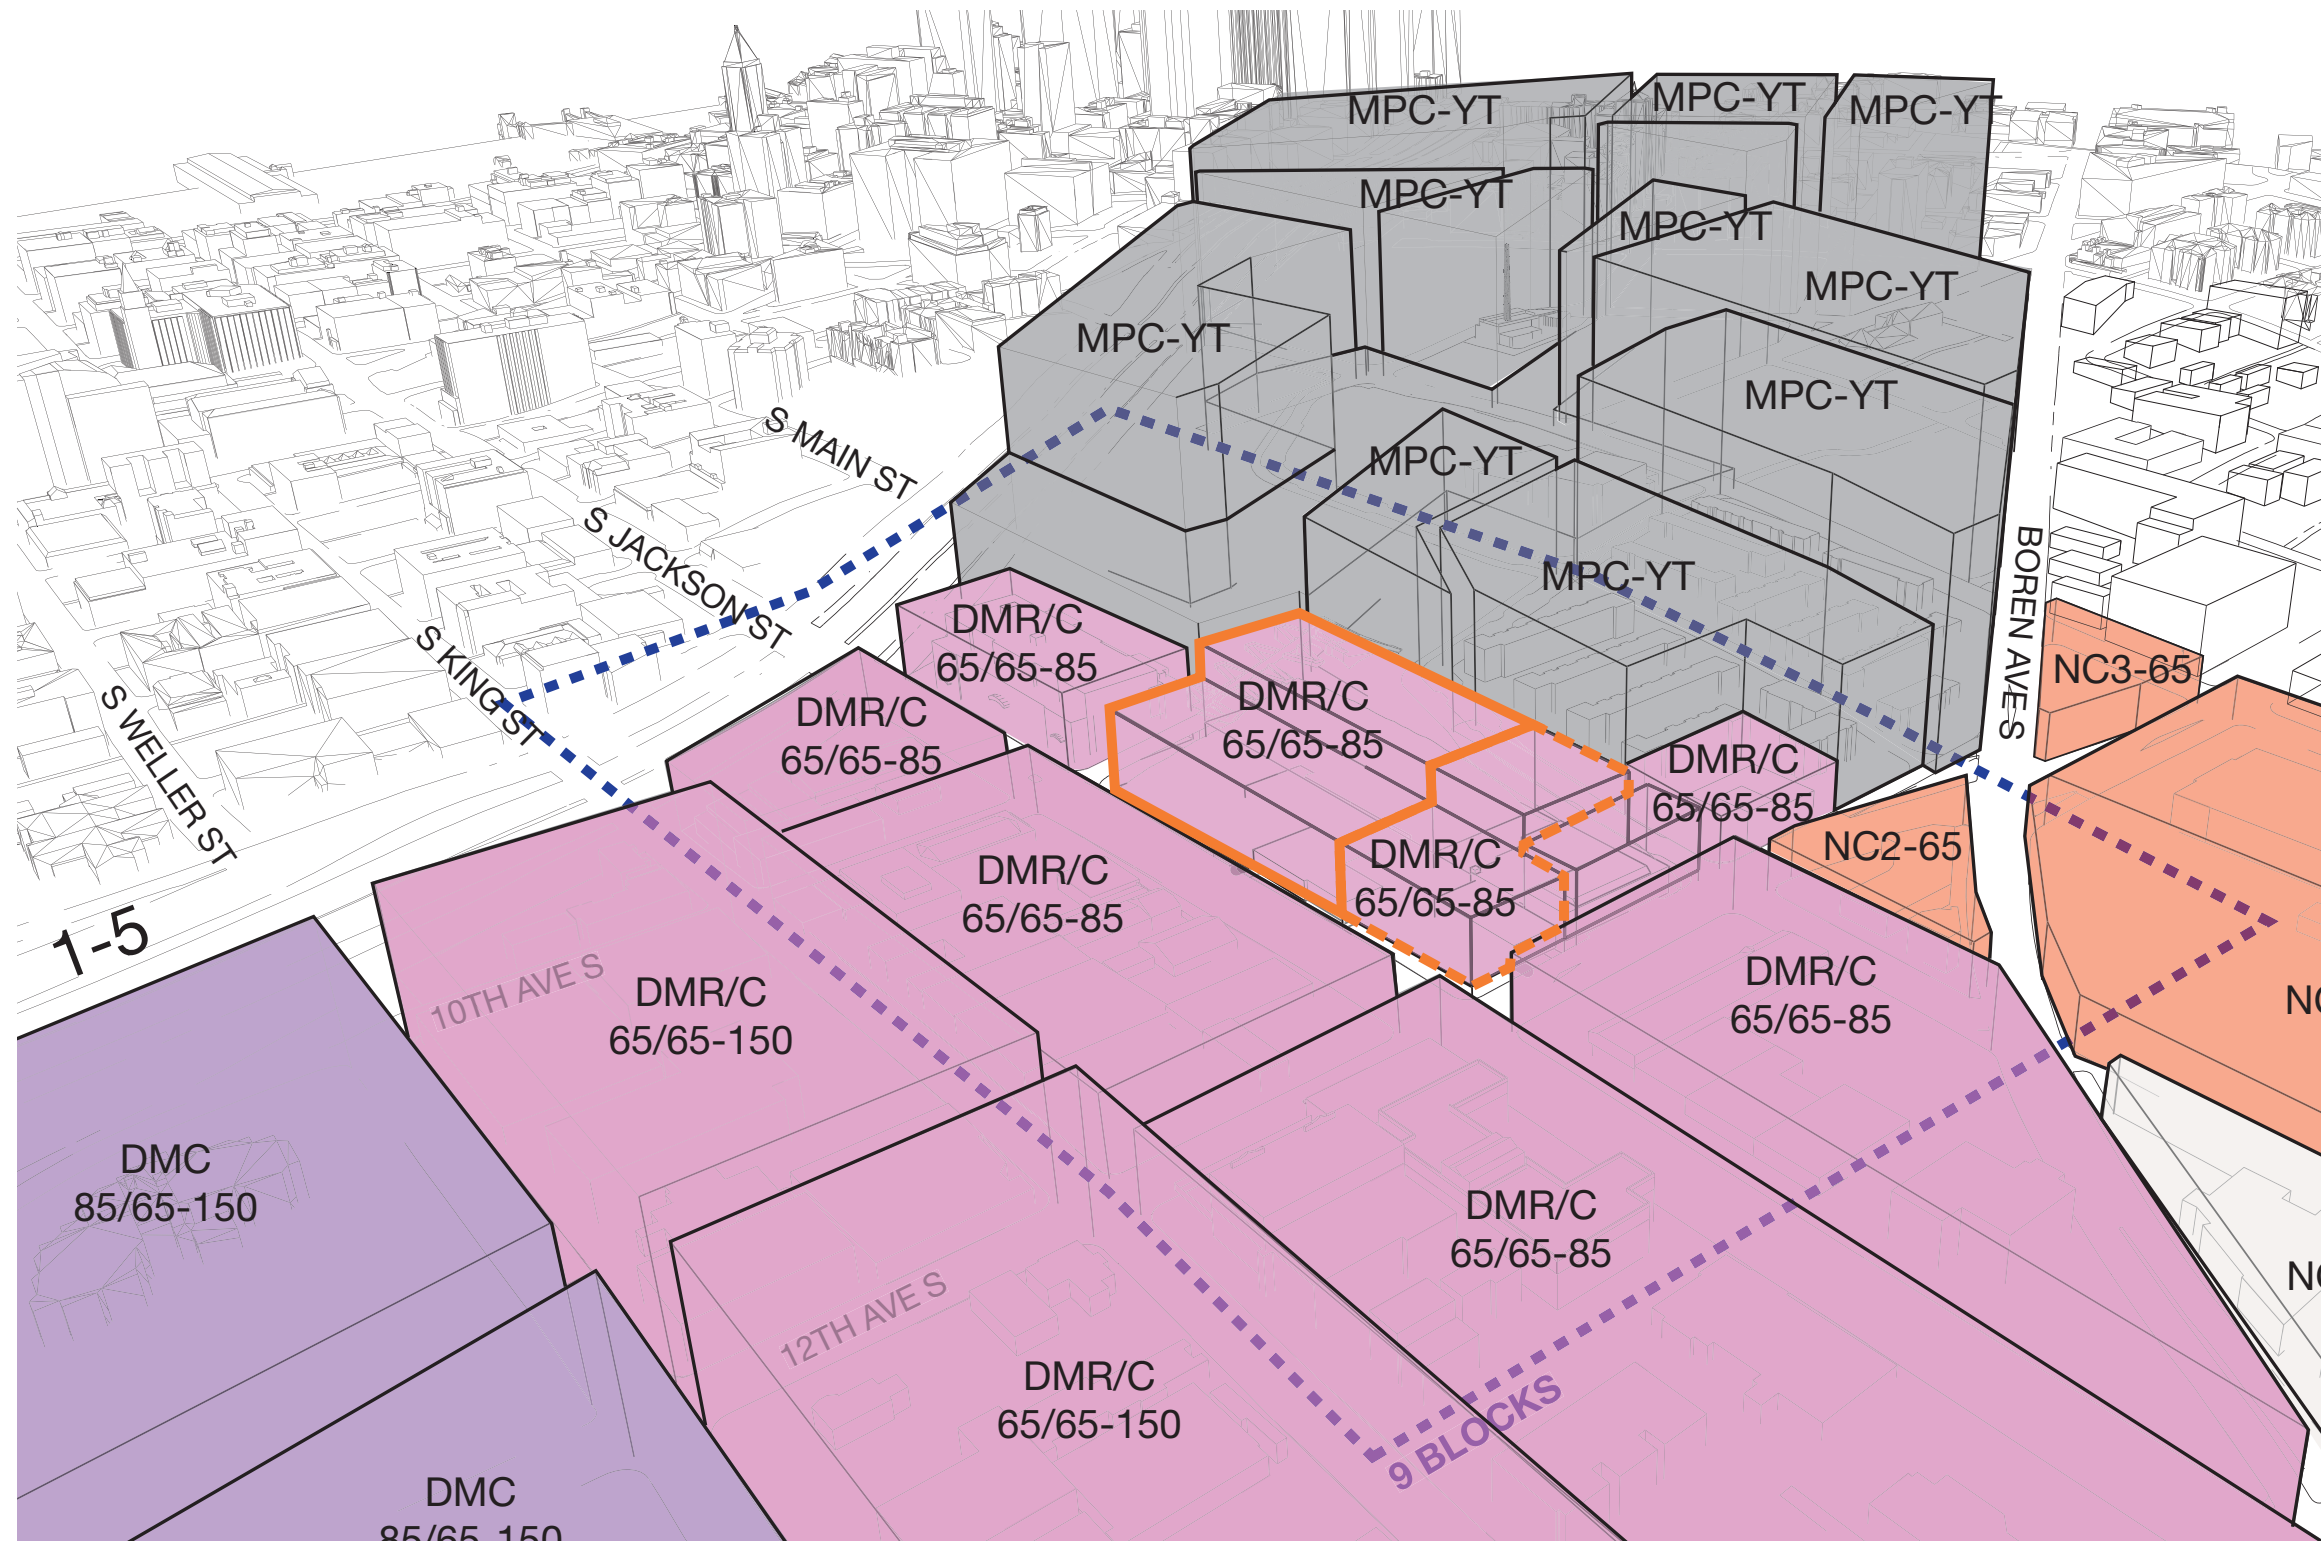 MPC-YT
MPC-YT
MPC-YT
MPC-YT
MPC-YT
MPC-YT
MPC-YT
MPC-YT
MPC-YT
MPC-YT
S MAIN ST
S JACKSON ST
S KING ST
S WELLER ST
1-5
BOREN AVE S
DMR/C
65/65-85
DMR/C
65/65-85
DMR/C
65/65-85
DMR/C
65/65-85
NC3-65
NC2-65
DMR/C
65/65-85
DMR/C
65/65-85
DMR/C
65/65-85
10TH AVE S
DMR/C
65/65-150
DMC
85/65-150
DMR/C
65/65-85
12TH AVE S
DMR/C
65/65-150
9 BLOCKS
DMC
85/65-150